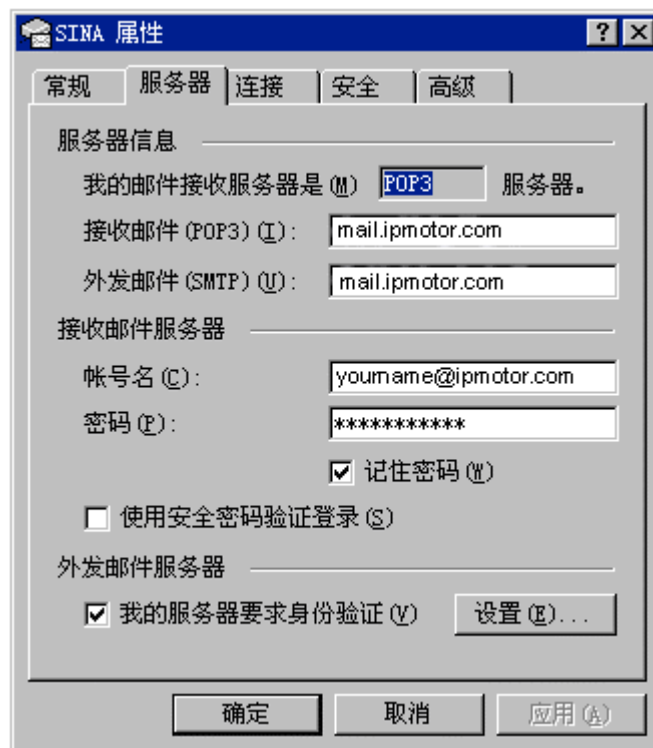 SINA 属性
常规 服务器 连接 安全 高级
服务器信息
我的邮件接收服务器是(M) POP3 服务器。
接收邮件(POP3)(I): mail.ipmotor.com
外发邮件(SMTP)(U): mail.ipmotor.com
接收邮件服务器
帐号名(C): yourname@ipmotor.com
密码(P): ***********
记住密码(W)
使用安全密码验证登录(S)
外发邮件服务器
我的服务器要求身份验证(V) 设置(E)...
确定 取消 应用(A)